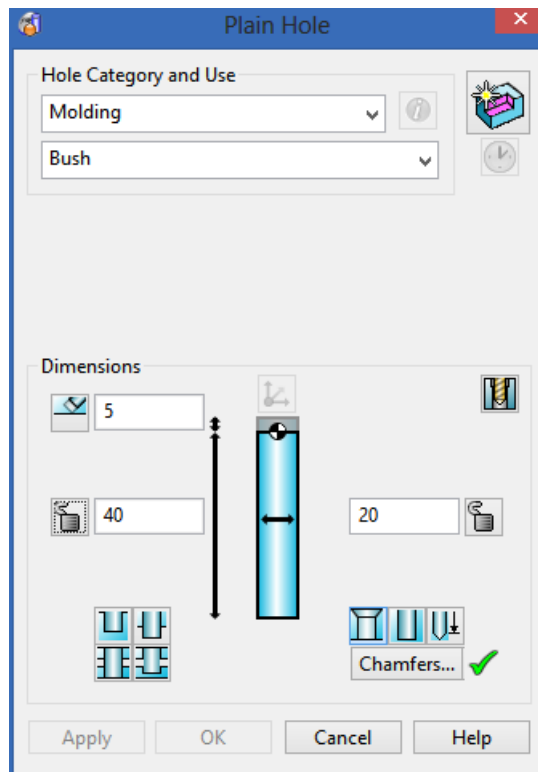 Plain Hole
Hole Category and Use
Molding
Bush
Dimensions
5
40
20
Chamfers...
Apply
OK
Cancel
Help